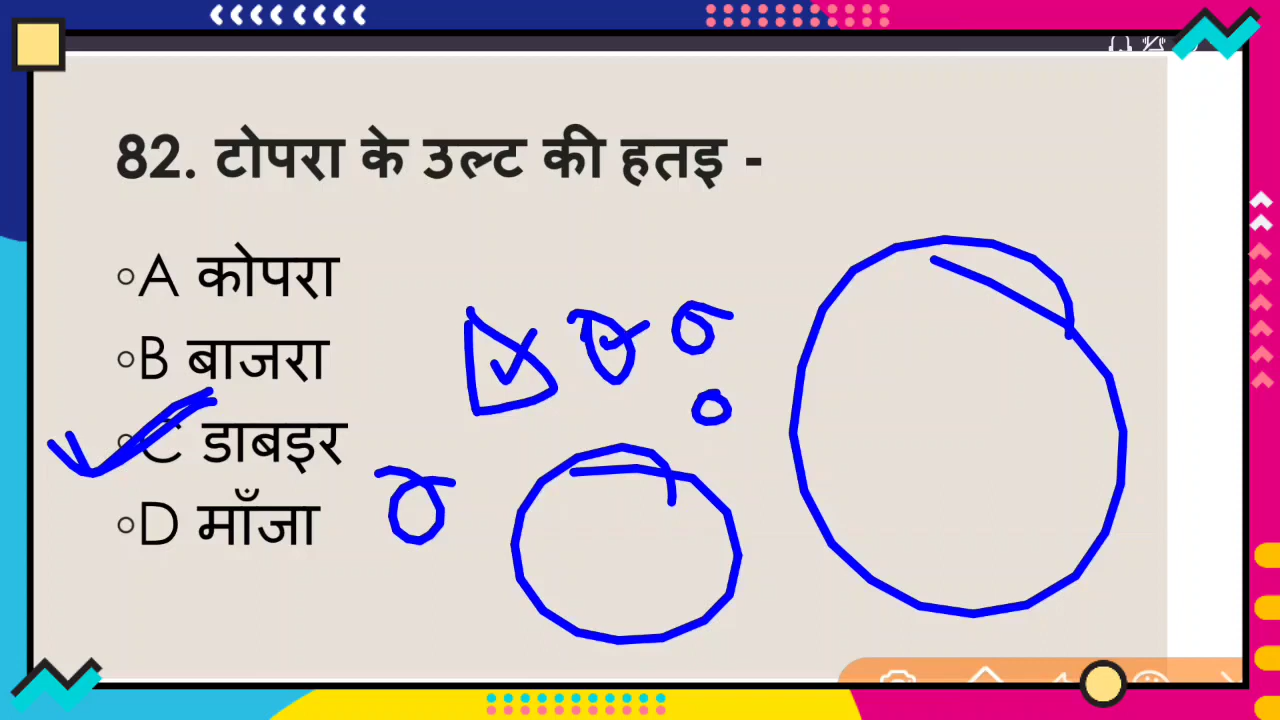 82. टोपरा के उल्ट की हतइ -
A कोपरा
B बाजरा
C डाबइर
D माँजा